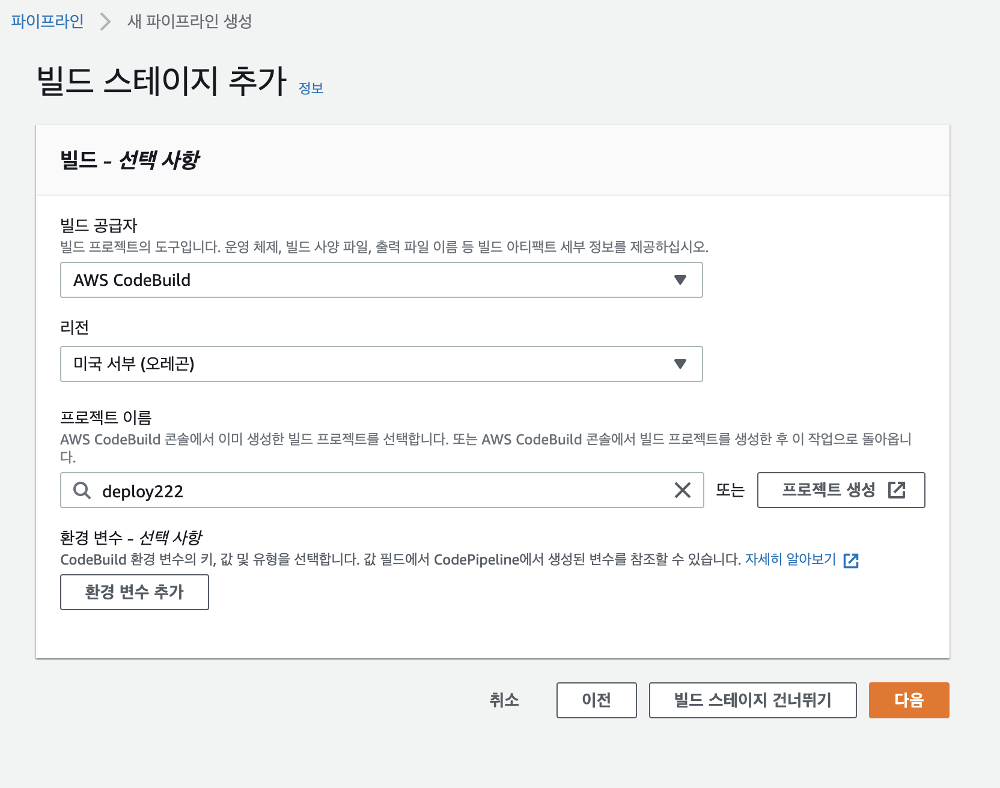 파이프라인 > 새 파이프라인 생성
빌드 스테이지 추가 정보
빌드 - 선택 사항
빌드 공급자
빌드 프로젝트의 도구입니다. 운영 체제, 빌드 사양 파일, 출력 파일 이름 등 빌드 아티팩트 세부 정보를 제공하십시오.
AWS CodeBuild
리전
미국 서부 (오레곤)
프로젝트 이름
AWS CodeBuild 콘솔에서 이미 생성한 빌드 프로젝트를 선택합니다. 또는 AWS CodeBuild 콘솔에서 빌드 프로젝트를 생성한 후 이 작업으로 돌아옵니
다.
deploy222 또는 프로젝트 생성
환경 변수 - 선택 사항
CodeBuild 환경 변수의 키, 값 및 유형을 선택합니다. 값 필드에서 CodePipeline에서 생성된 변수를 참조할 수 있습니다. 자세히 알아보기
환경 변수 추가
취소 이전 빌드 스테이지 건너뛰기 다음